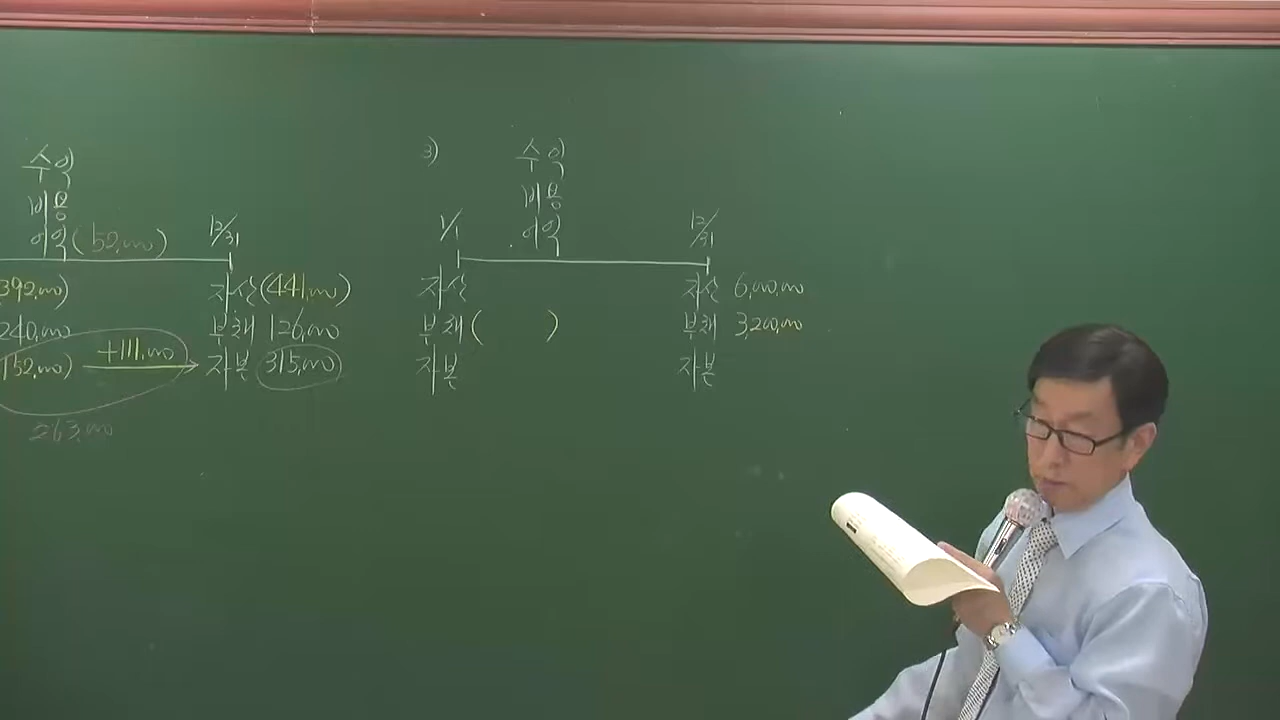 수익
비용
이익(52,000)
12/31
392,000)
240,000
152,000) +111,000
263,000
자산(441,000)
부채 126,000
자본 315,000
3)
수익
비용
이익
1/1
12/31
자산
부채( )
자본
자산 6,000,000
부채 3,200,000
자본